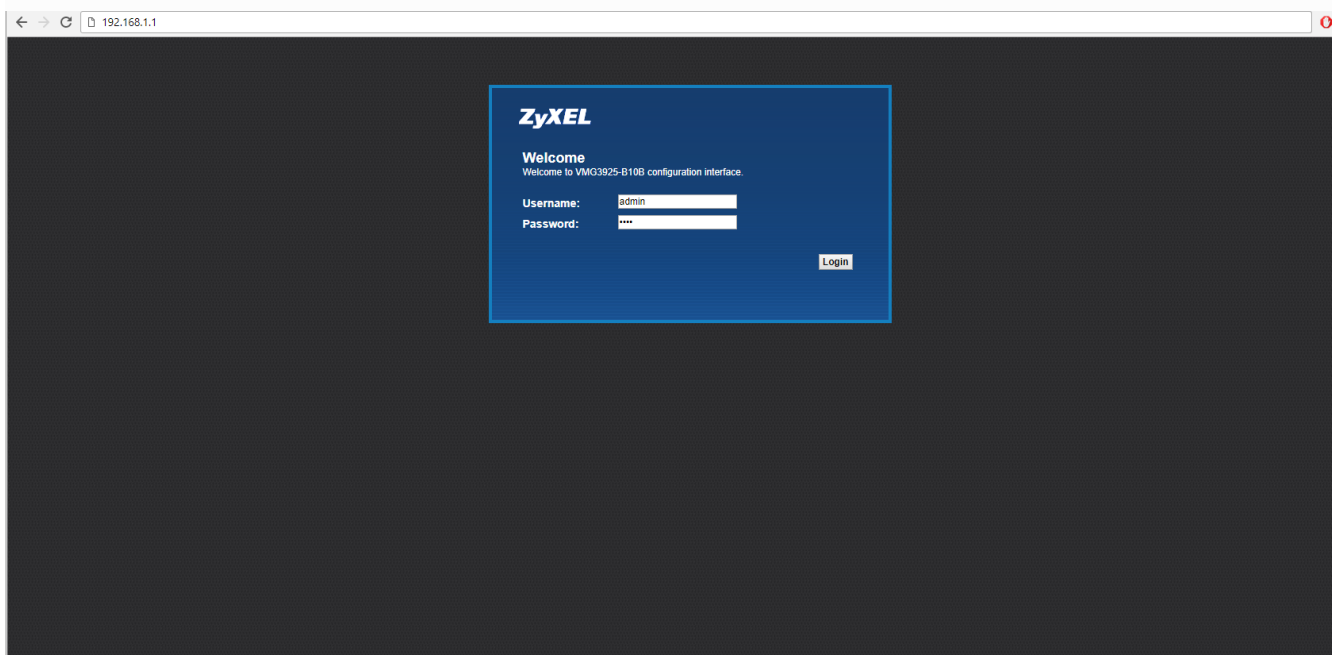 192.168.1.1
ZyXEL
Welcome
Welcome to VMG3925-B10B configuration interface.
Username: admin
Password: ••••
Login